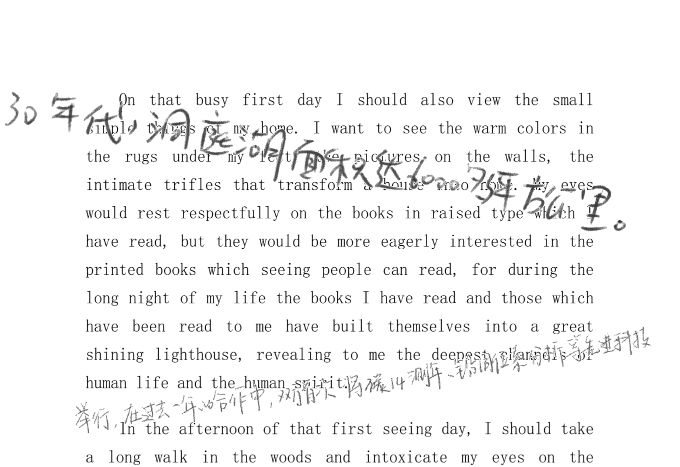 On that busy first day I should also view the small
30年代，洞庭湖面积达60000多平方公里。
simple things of my home. I want to see the warm colors in
the rugs under my feet, the pictures on the walls, the
intimate trifles that transform a house into home. My eyes
would rest respectfully on the books in raised type which I
have read, but they would be more eagerly interested in the
printed books which seeing people can read, for during the
long night of my life the books I have read and those which
have been read to me have built themselves into a great
shining lighthouse, revealing to me the deepest channels of
human life and the human spirit.
举行，在过去一年的合作中，双方首次将碳14测年、铅同位素分析等先进科技
In the afternoon of that first seeing day, I should take
a long walk in the woods and intoxicate my eyes on the